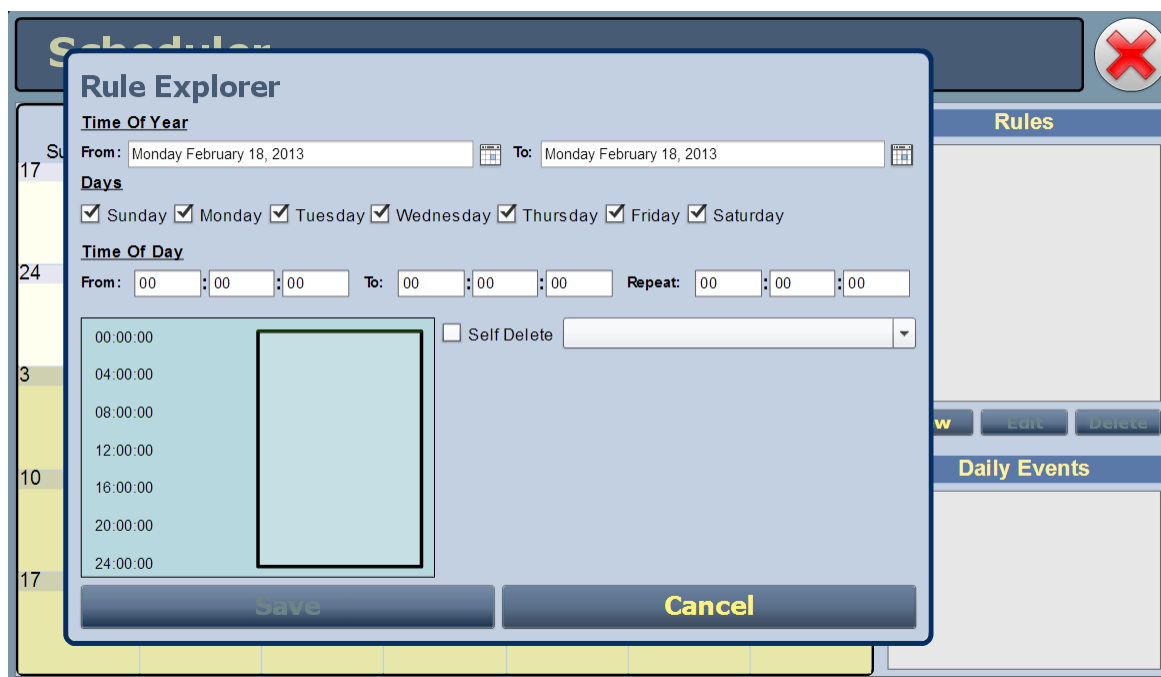 Scheduler
Rule Explorer
Time Of Year
From: Monday February 18, 2013 To: Monday February 18, 2013
Days
Sunday Monday Tuesday Wednesday Thursday Friday Saturday
Time Of Day
From: 00 : 00 : 00 To: 00 : 00 : 00 Repeat: 00 : 00 : 00
Self Delete
00:00:00
04:00:00
08:00:00
12:00:00
16:00:00
20:00:00
24:00:00
Save Cancel
Su
17
24
3
10
17
Rules
w Edit Delete
Daily Events